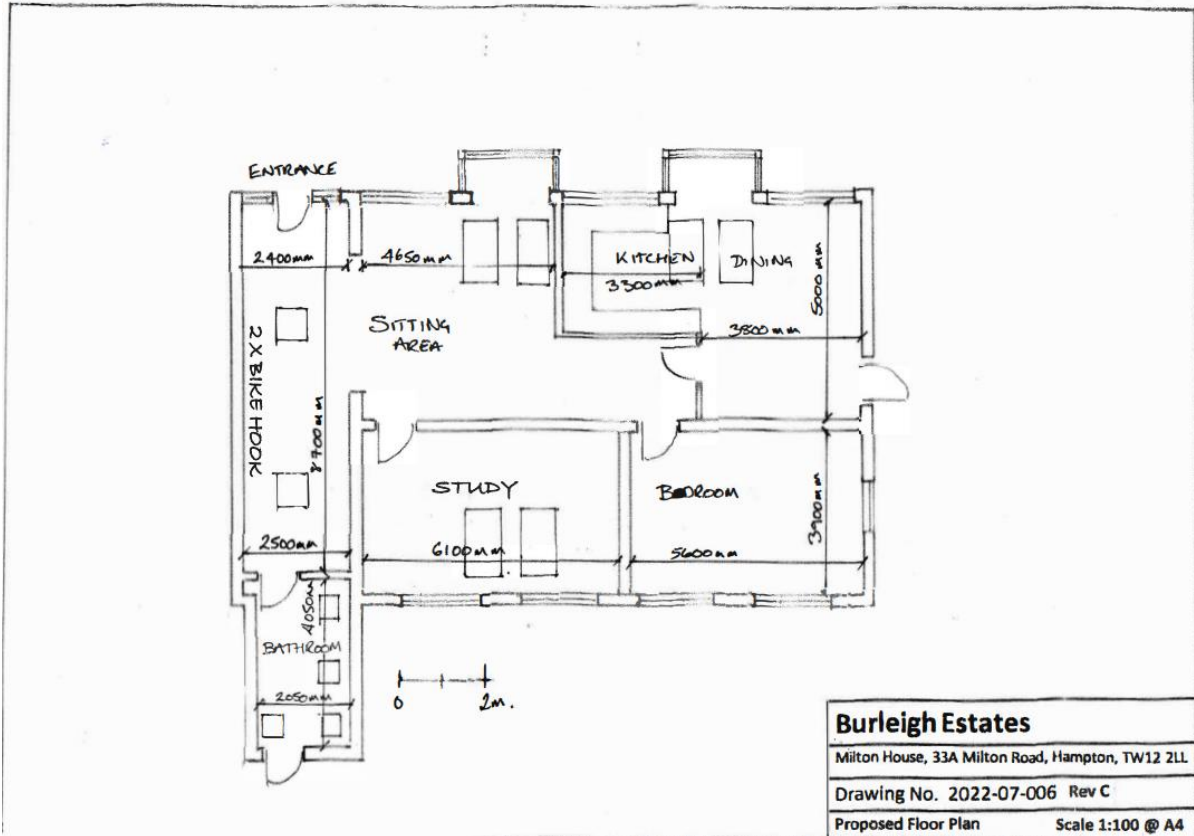 ENTRANCE
2400mm
4650mm
KITCHEN
DINING
3300mm
5000mm
SITTING
AREA
3800mm
2 X BIKE HOOK
8700mm
STUDY
BEDROOM
2500mm
6100mm
5600mm
3900mm
4050mm
BATHROOM
2050mm
0 2m.
Burleigh Estates
Milton House, 33A Milton Road, Hampton, TW12 2LL
Drawing No. 2022-07-006 Rev C
Proposed Floor Plan Scale 1:100 @ A4